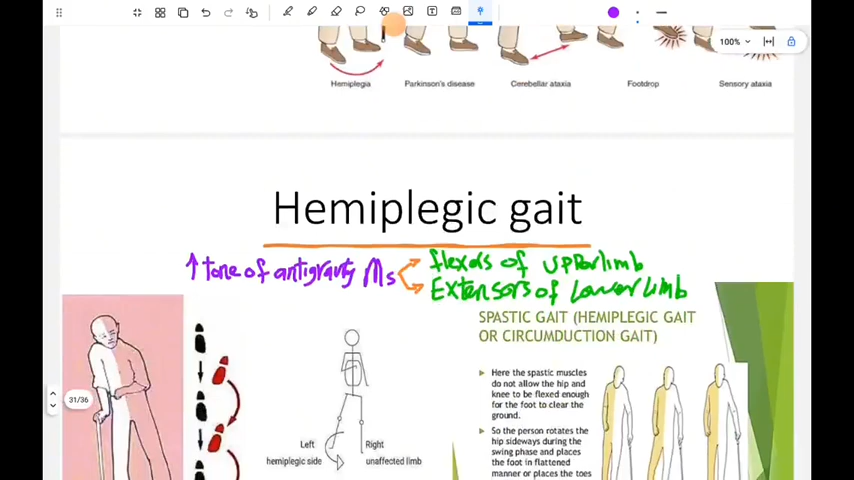 100%
Hemiplegia
Parkinson's disease
Cerebellar ataxia
Footdrop
Sensory ataxia
Hemiplegic gait
↑ tone of antigravity Ms
flexors of upper limb
Extensors of Lower limb
SPASTIC GAIT (HEMIPLEGIC GAIT
OR CIRCUMDUCTION GAIT)
Here the spastic muscles
do not allow the hip and
knee to be flexed enough
for the foot to clear the
ground.
So the person rotates the
hip sideways during the
swing phase and places
the foot in flattened
manner or places the toes
31/36
Left
hemiplegic side
Right
unaffected limb